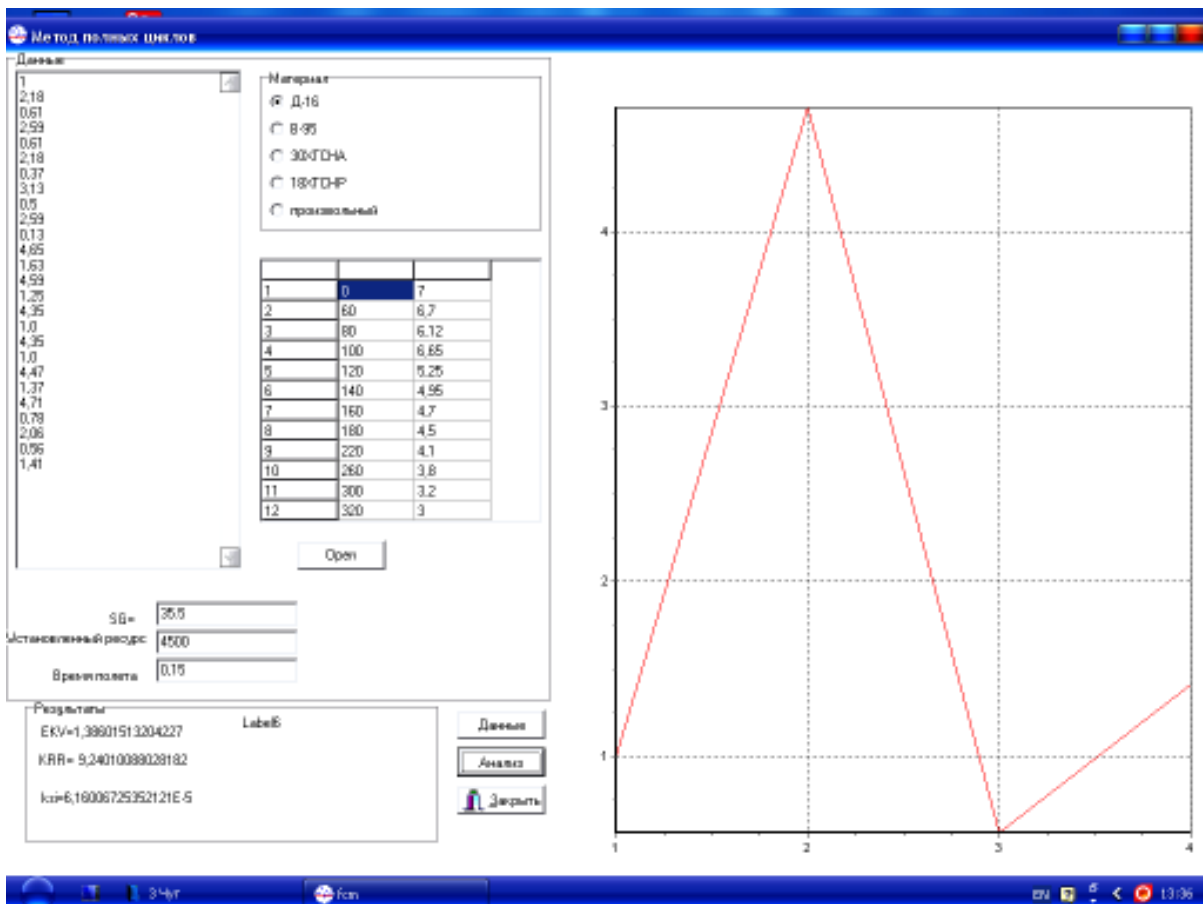 Метод полных циклов
Данные
1
2,18
0,61
2,59
0,61
2,18
0,37
3,13
0,5
2,59
0,13
4,65
1,63
4,59
1,25
4,35
1,0
4,35
1,0
4,47
1,37
4,71
0,78
2,06
0,56
1,41
Материал
Д-16
В-95
30ХГСНА
18ХГСНР
произвольный
1 0 7
2 60 6,7
3 80 6,12
4 100 6,65
5 120 5,25
6 140 4,95
7 160 4,7
8 180 4,5
9 220 4,1
10 260 3,8
11 300 3,2
12 320 3
Open
SG= 35.5
Установленный ресурс 4500
Время полета 0,15
Результаты
Label6
EKV=1,38601513204227
KRR= 9,24010088028182
ksi=6,16006725352121E-5
Данные
Анализ
Закрыть
4
3
2
1
1 2 3 4
3 Чуг
fcm
EN
13:36